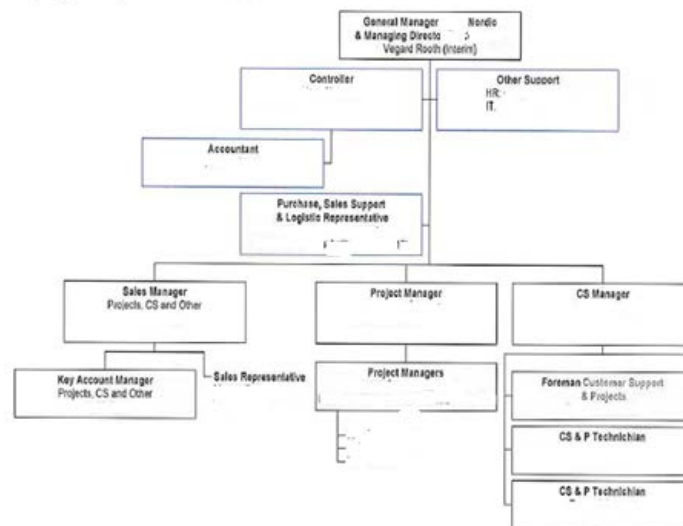 General Manager Nordic
& Managing Directo
Vegard Rooth (Interim)
Controller
Other Support
HR:
IT.
Accountant
Purchase, Sales Support
& Logistic Representative
Sales Manager
Projects, CS and Other
Project Manager
CS Manager
Key Account Manager
Projects, CS and Other
Sales Representative
Project Managers
Foreman Customer Support
& Projects
CS & P Technichian
CS & P Technichian